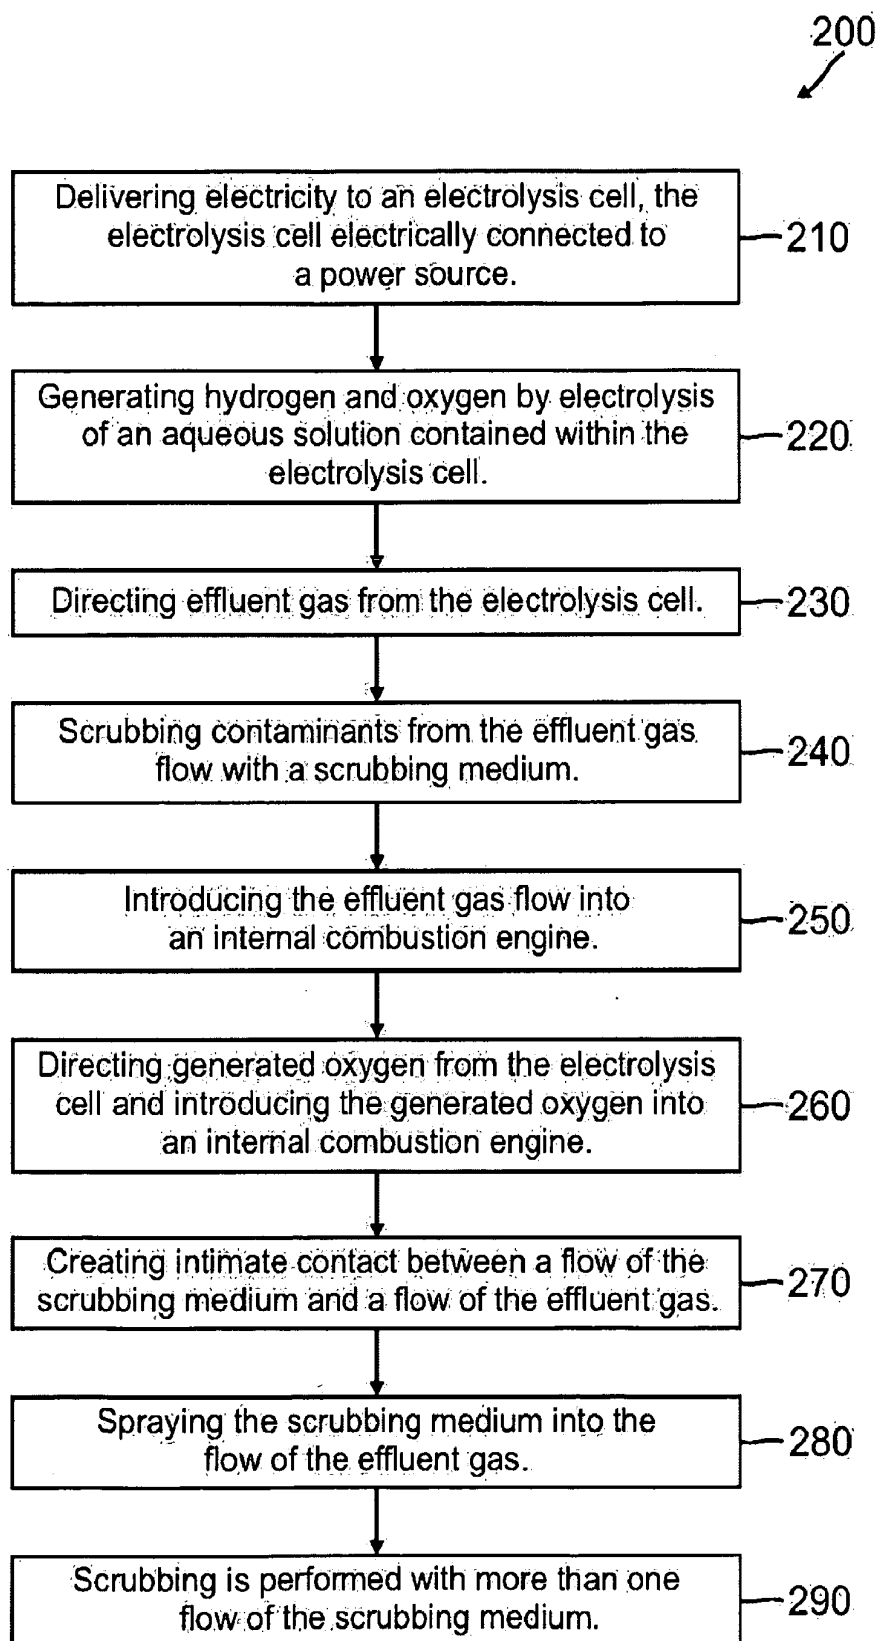 200
Delivering electricity to an electrolysis cell, the
electrolysis cell electrically connected to
a power source.
210
Generating hydrogen and oxygen by electrolysis
of an aqueous solution contained within the
electrolysis cell.
220
Directing effluent gas from the electrolysis cell.
230
Scrubbing contaminants from the effluent gas
flow with a scrubbing medium.
240
Introducing the effluent gas flow into
an internal combustion engine.
250
Directing generated oxygen from the electrolysis
cell and introducing the generated oxygen into
an internal combustion engine.
260
Creating intimate contact between a flow of the
scrubbing medium and a flow of the effluent gas.
270
Spraying the scrubbing medium into the
flow of the effluent gas.
280
Scrubbing is performed with more than one
flow of the scrubbing medium.
290